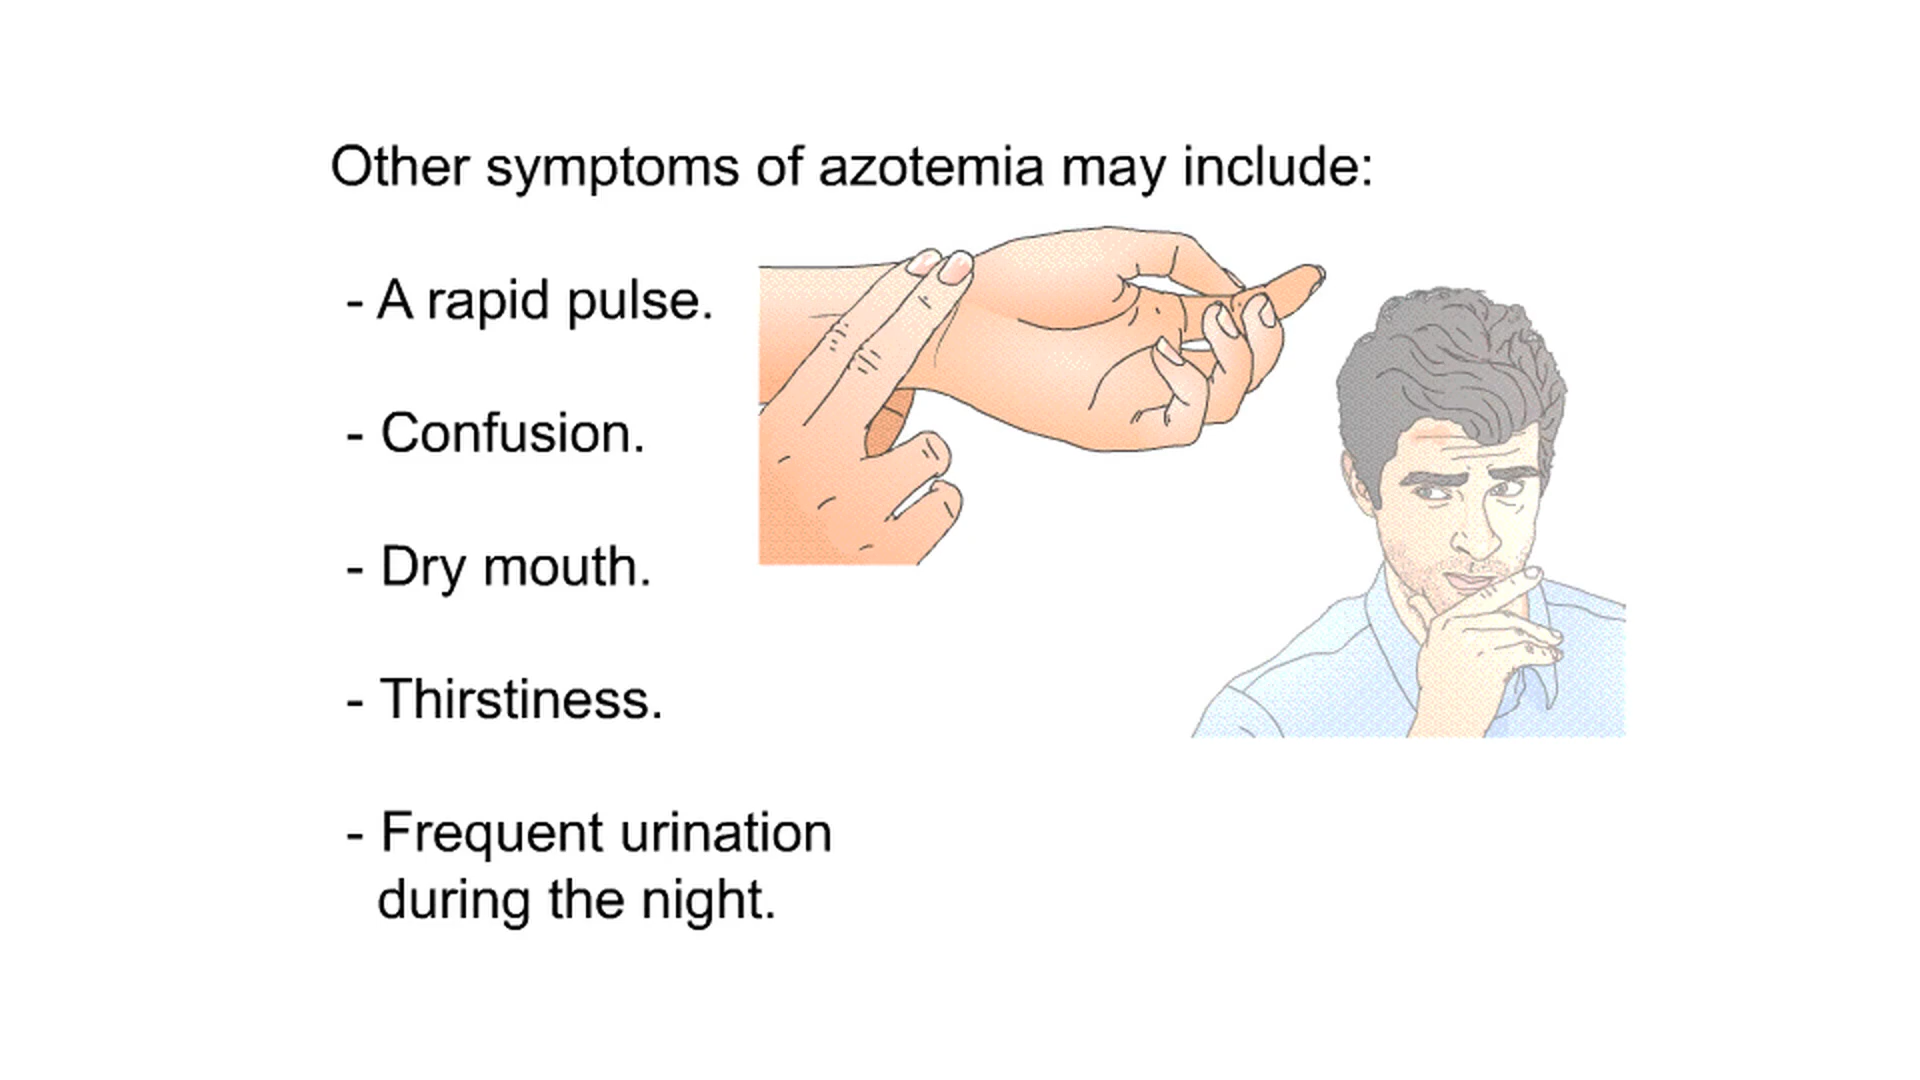 Other symptoms of azotemia may include:
- A rapid pulse.
- Confusion.
- Dry mouth.
- Thirstiness.
- Frequent urination
during the night.